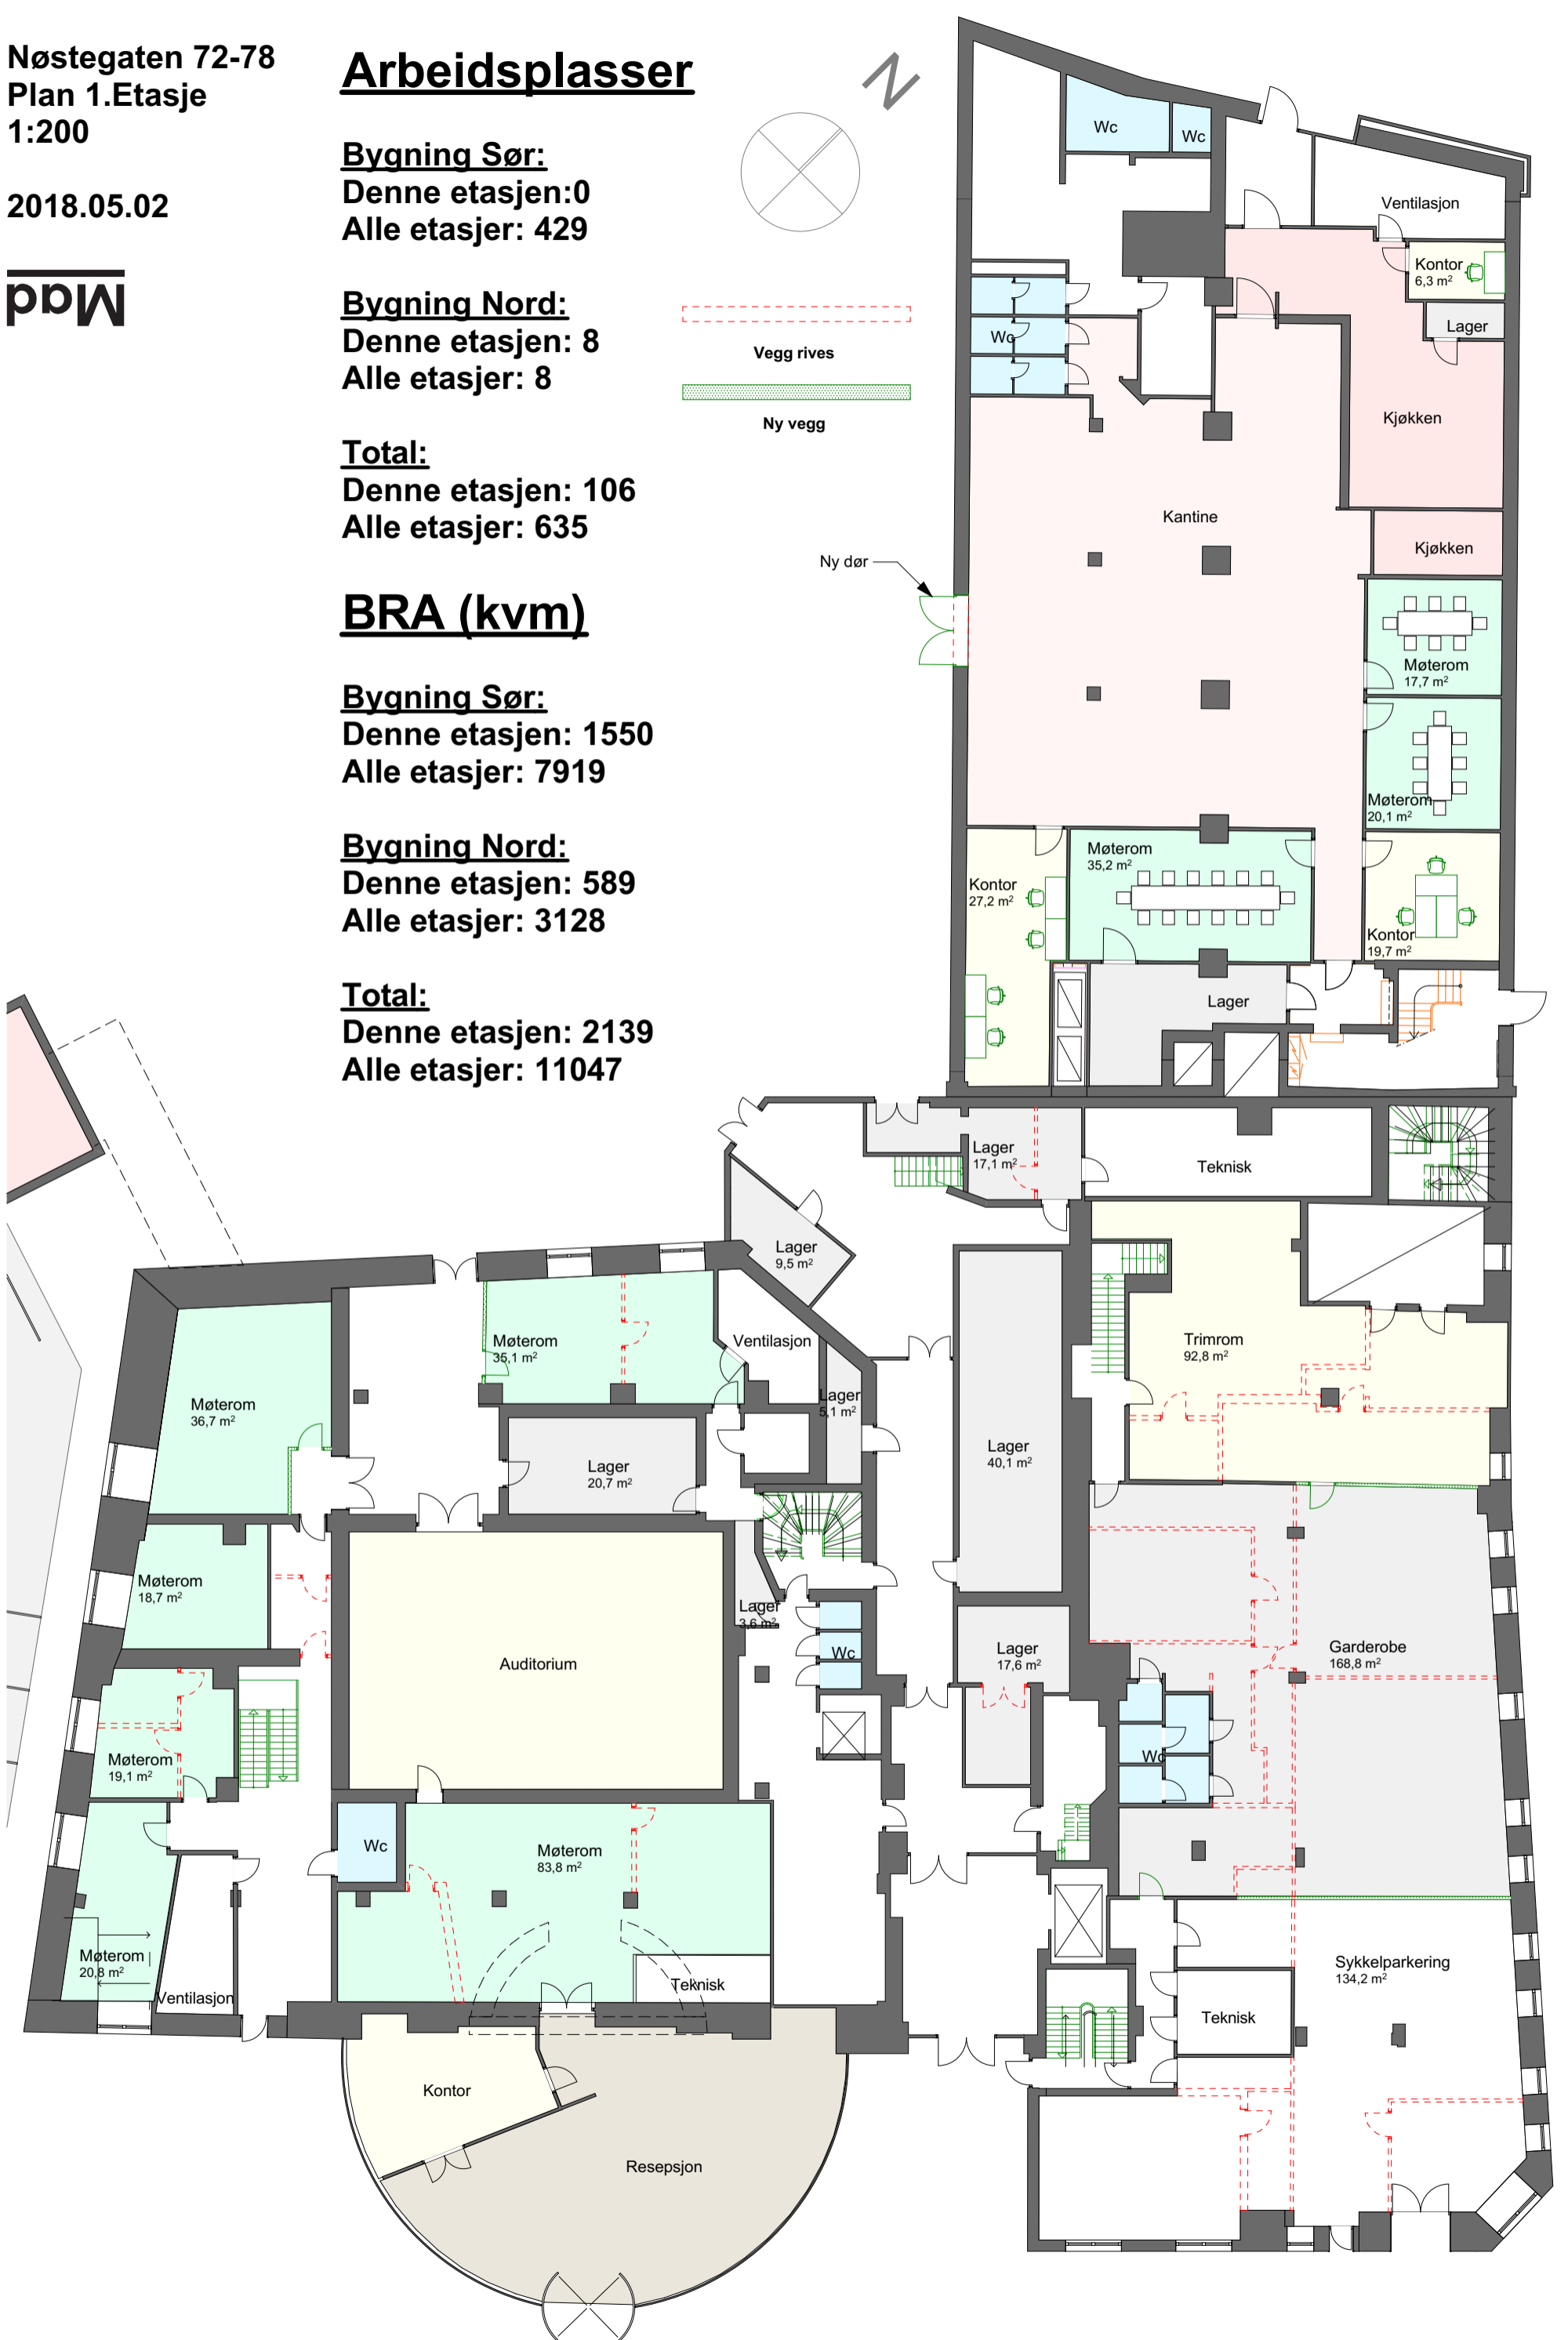 Nøstegaten 72-78
Plan 1.Etasje
1:200
2018.05.02
Mad
Arbeidsplasser
Bygning Sør:
Denne etasjen:0
Alle etasjer: 429
Bygning Nord:
Denne etasjen: 8
Alle etasjer: 8
Total:
Denne etasjen: 106
Alle etasjer: 635
BRA (kvm)
Bygning Sør:
Denne etasjen: 1550
Alle etasjer: 7919
Bygning Nord:
Denne etasjen: 589
Alle etasjer: 3128
Total:
Denne etasjen: 2139
Alle etasjer: 11047
N
Vegg rives
Ny vegg
Ny dør
Wc
Wc
Ventilasjon
Kontor
6,3 m²
Lager
Wc
Kjøkken
Kantine
Kjøkken
Møterom
17,7 m²
Møterom
20,1 m²
Møterom
35,2 m²
Kontor
27,2 m²
Kontor
19,7 m²
Lager
Lager
17,1 m²
Teknisk
Lager
9,5 m²
Møterom
35,1 m²
Ventilasjon
Trimrom
92,8 m²
Møterom
36,7 m²
Lager
5,1 m²
Lager
40,1 m²
Lager
20,7 m²
Møterom
18,7 m²
Lager
3,6 m²
Wc
Lager
17,6 m²
Garderobe
168,8 m²
Auditorium
Møterom
19,1 m²
Wc
Wc
Møterom
83,8 m²
Møterom
20,8 m²
Ventilasjon
Teknisk
Sykkelparkering
134,2 m²
Teknisk
Kontor
Resepsjon